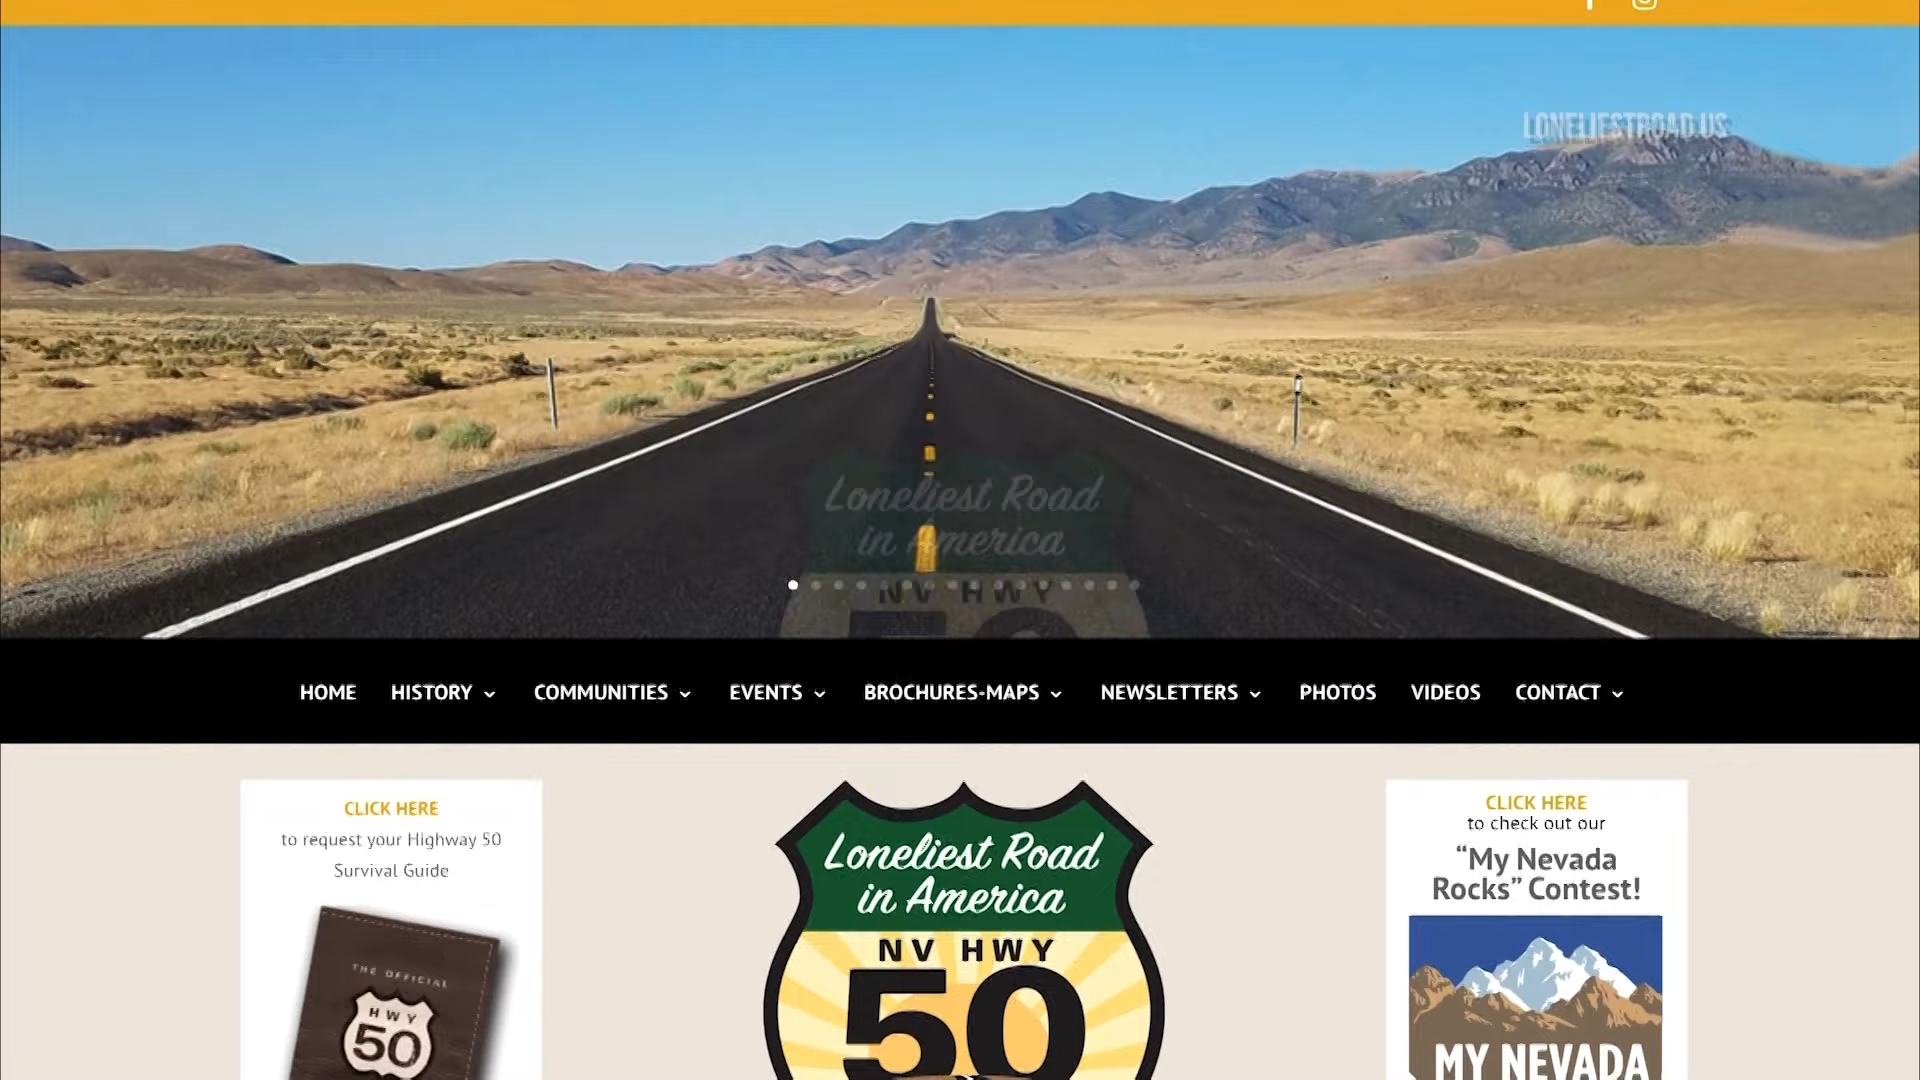 LONELIESTROAD.US
Loneliest Road
in America
NV HWY
50
HOME HISTORY COMMUNITIES EVENTS BROCHURES-MAPS NEWSLETTERS PHOTOS VIDEOS CONTACT
CLICK HERE
to request your Highway 50
Survival Guide
THE OFFICIAL
HWY
50
Loneliest Road
in America
NV HWY
50
CLICK HERE
to check out our
“My Nevada
Rocks” Contest!
MY NEVADA